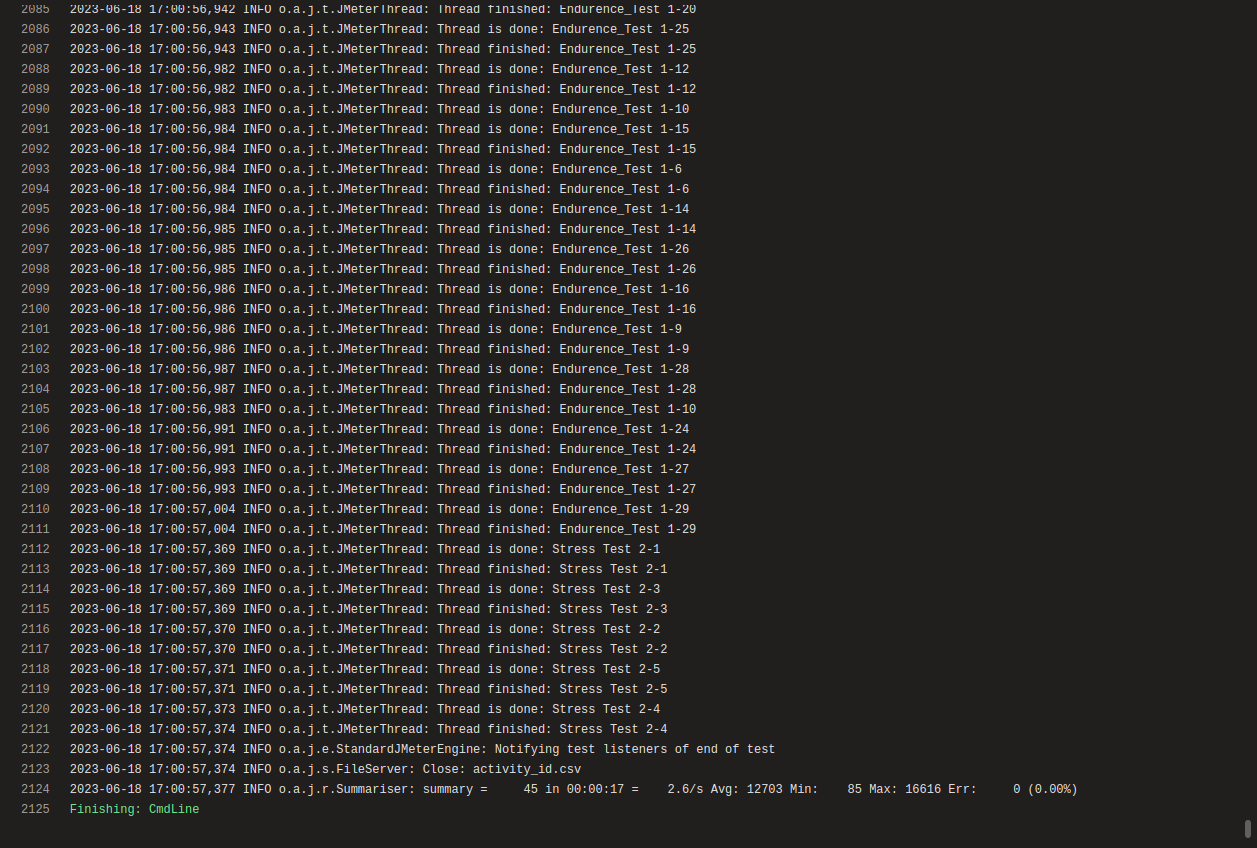 2085 2023-06-18 17:00:56,942 INFO o.a.j.t.JMeterThread: Thread finished: Endurence_Test 1-20
2086 2023-06-18 17:00:56,943 INFO o.a.j.t.JMeterThread: Thread is done: Endurence_Test 1-25
2087 2023-06-18 17:00:56,943 INFO o.a.j.t.JMeterThread: Thread finished: Endurence_Test 1-25
2088 2023-06-18 17:00:56,982 INFO o.a.j.t.JMeterThread: Thread is done: Endurence_Test 1-12
2089 2023-06-18 17:00:56,982 INFO o.a.j.t.JMeterThread: Thread finished: Endurence_Test 1-12
2090 2023-06-18 17:00:56,983 INFO o.a.j.t.JMeterThread: Thread is done: Endurence_Test 1-10
2091 2023-06-18 17:00:56,984 INFO o.a.j.t.JMeterThread: Thread is done: Endurence_Test 1-15
2092 2023-06-18 17:00:56,984 INFO o.a.j.t.JMeterThread: Thread finished: Endurence_Test 1-15
2093 2023-06-18 17:00:56,984 INFO o.a.j.t.JMeterThread: Thread is done: Endurence_Test 1-6
2094 2023-06-18 17:00:56,984 INFO o.a.j.t.JMeterThread: Thread finished: Endurence_Test 1-6
2095 2023-06-18 17:00:56,984 INFO o.a.j.t.JMeterThread: Thread is done: Endurence_Test 1-14
2096 2023-06-18 17:00:56,985 INFO o.a.j.t.JMeterThread: Thread finished: Endurence_Test 1-14
2097 2023-06-18 17:00:56,985 INFO o.a.j.t.JMeterThread: Thread is done: Endurence_Test 1-26
2098 2023-06-18 17:00:56,985 INFO o.a.j.t.JMeterThread: Thread finished: Endurence_Test 1-26
2099 2023-06-18 17:00:56,986 INFO o.a.j.t.JMeterThread: Thread is done: Endurence_Test 1-16
2100 2023-06-18 17:00:56,986 INFO o.a.j.t.JMeterThread: Thread finished: Endurence_Test 1-16
2101 2023-06-18 17:00:56,986 INFO o.a.j.t.JMeterThread: Thread is done: Endurence_Test 1-9
2102 2023-06-18 17:00:56,986 INFO o.a.j.t.JMeterThread: Thread finished: Endurence_Test 1-9
2103 2023-06-18 17:00:56,987 INFO o.a.j.t.JMeterThread: Thread is done: Endurence_Test 1-28
2104 2023-06-18 17:00:56,987 INFO o.a.j.t.JMeterThread: Thread finished: Endurence_Test 1-28
2105 2023-06-18 17:00:56,983 INFO o.a.j.t.JMeterThread: Thread finished: Endurence_Test 1-10
2106 2023-06-18 17:00:56,991 INFO o.a.j.t.JMeterThread: Thread is done: Endurence_Test 1-24
2107 2023-06-18 17:00:56,991 INFO o.a.j.t.JMeterThread: Thread finished: Endurence_Test 1-24
2108 2023-06-18 17:00:56,993 INFO o.a.j.t.JMeterThread: Thread is done: Endurence_Test 1-27
2109 2023-06-18 17:00:56,993 INFO o.a.j.t.JMeterThread: Thread finished: Endurence_Test 1-27
2110 2023-06-18 17:00:57,004 INFO o.a.j.t.JMeterThread: Thread is done: Endurence_Test 1-29
2111 2023-06-18 17:00:57,004 INFO o.a.j.t.JMeterThread: Thread finished: Endurence_Test 1-29
2112 2023-06-18 17:00:57,369 INFO o.a.j.t.JMeterThread: Thread is done: Stress Test 2-1
2113 2023-06-18 17:00:57,369 INFO o.a.j.t.JMeterThread: Thread finished: Stress Test 2-1
2114 2023-06-18 17:00:57,369 INFO o.a.j.t.JMeterThread: Thread is done: Stress Test 2-3
2115 2023-06-18 17:00:57,369 INFO o.a.j.t.JMeterThread: Thread finished: Stress Test 2-3
2116 2023-06-18 17:00:57,370 INFO o.a.j.t.JMeterThread: Thread is done: Stress Test 2-2
2117 2023-06-18 17:00:57,370 INFO o.a.j.t.JMeterThread: Thread finished: Stress Test 2-2
2118 2023-06-18 17:00:57,371 INFO o.a.j.t.JMeterThread: Thread is done: Stress Test 2-5
2119 2023-06-18 17:00:57,371 INFO o.a.j.t.JMeterThread: Thread finished: Stress Test 2-5
2120 2023-06-18 17:00:57,373 INFO o.a.j.t.JMeterThread: Thread is done: Stress Test 2-4
2121 2023-06-18 17:00:57,374 INFO o.a.j.t.JMeterThread: Thread finished: Stress Test 2-4
2122 2023-06-18 17:00:57,374 INFO o.a.j.e.StandardJMeterEngine: Notifying test listeners of end of test
2123 2023-06-18 17:00:57,374 INFO o.a.j.s.FileServer: Close: activity_id.csv
2124 2023-06-18 17:00:57,377 INFO o.a.j.r.Summariser: summary =     45 in 00:00:17 =    2.6/s Avg: 12703 Min:    85 Max: 16616 Err:     0 (0.00%)
2125 Finishing: CmdLine